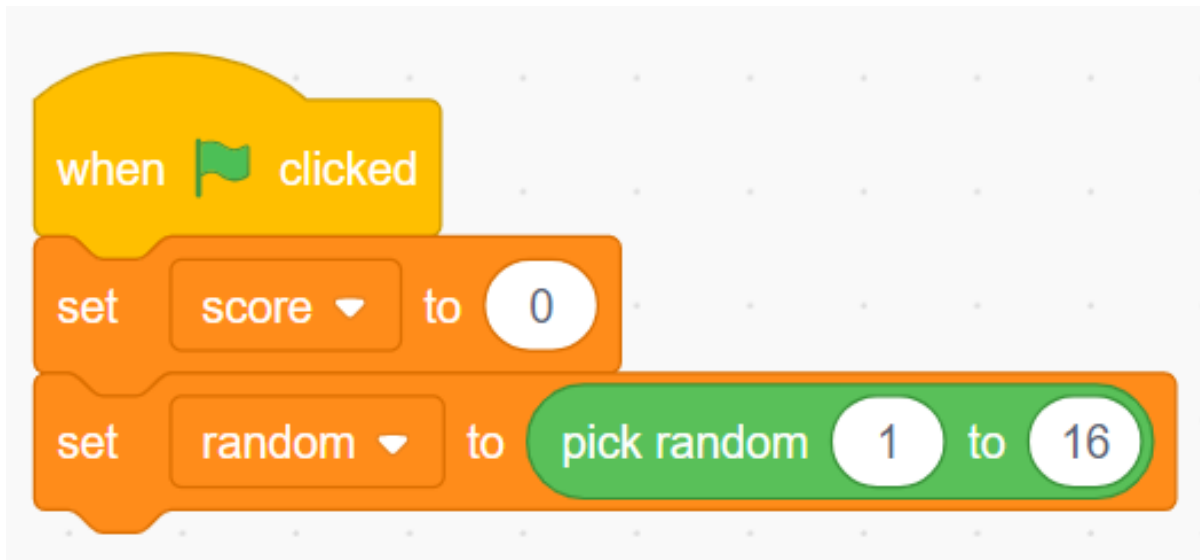 when clicked
set score to 0
set random to pick random 1 to 16